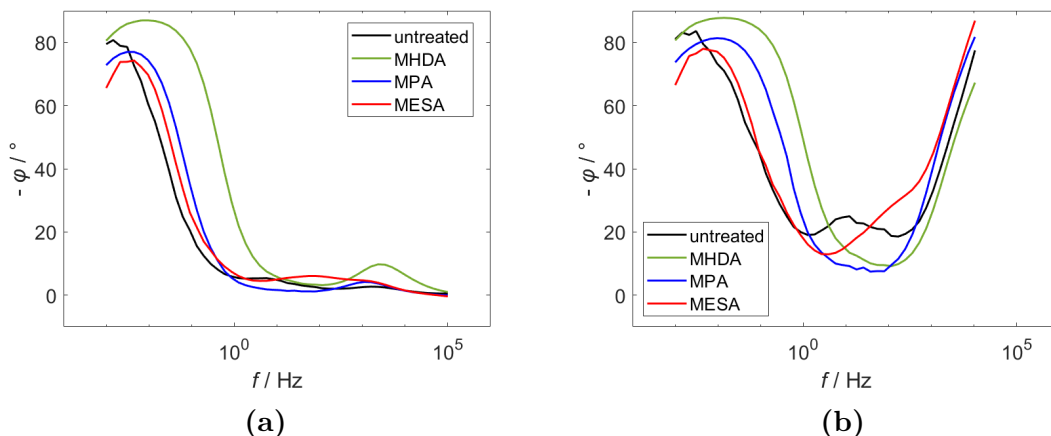 80
60
40
20
0
- φ / °
untreated
MHDA
MPA
MESA
10^0
10^5
f / Hz
(a)
80
60
40
20
0
- φ / °
untreated
MHDA
MPA
MESA
10^0
10^5
f / Hz
(b)